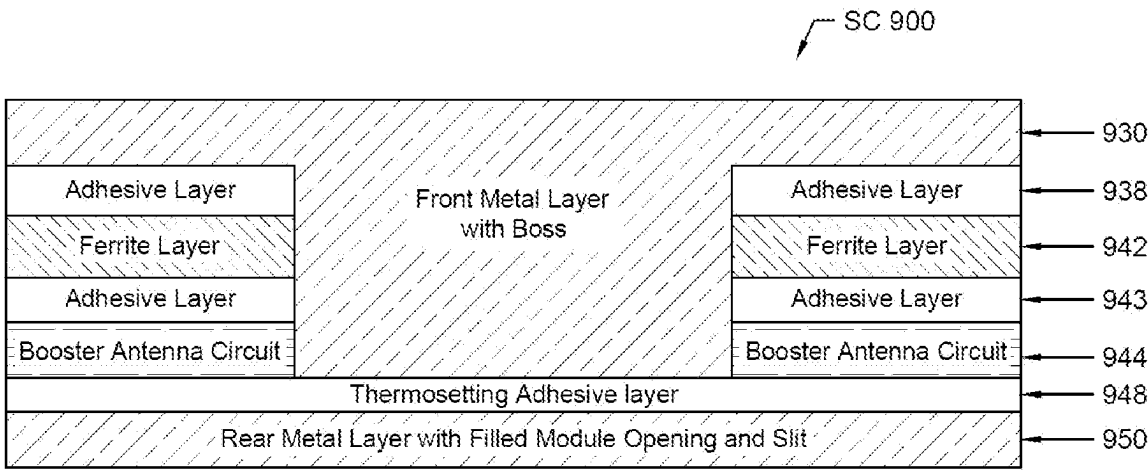 SC 900
930
Adhesive Layer
Front Metal Layer
with Boss
Adhesive Layer
938
Ferrite Layer
Ferrite Layer
942
Adhesive Layer
Adhesive Layer
943
Booster Antenna Circuit
Booster Antenna Circuit
944
Thermosetting Adhesive layer
948
Rear Metal Layer with Filled Module Opening and Slit
950